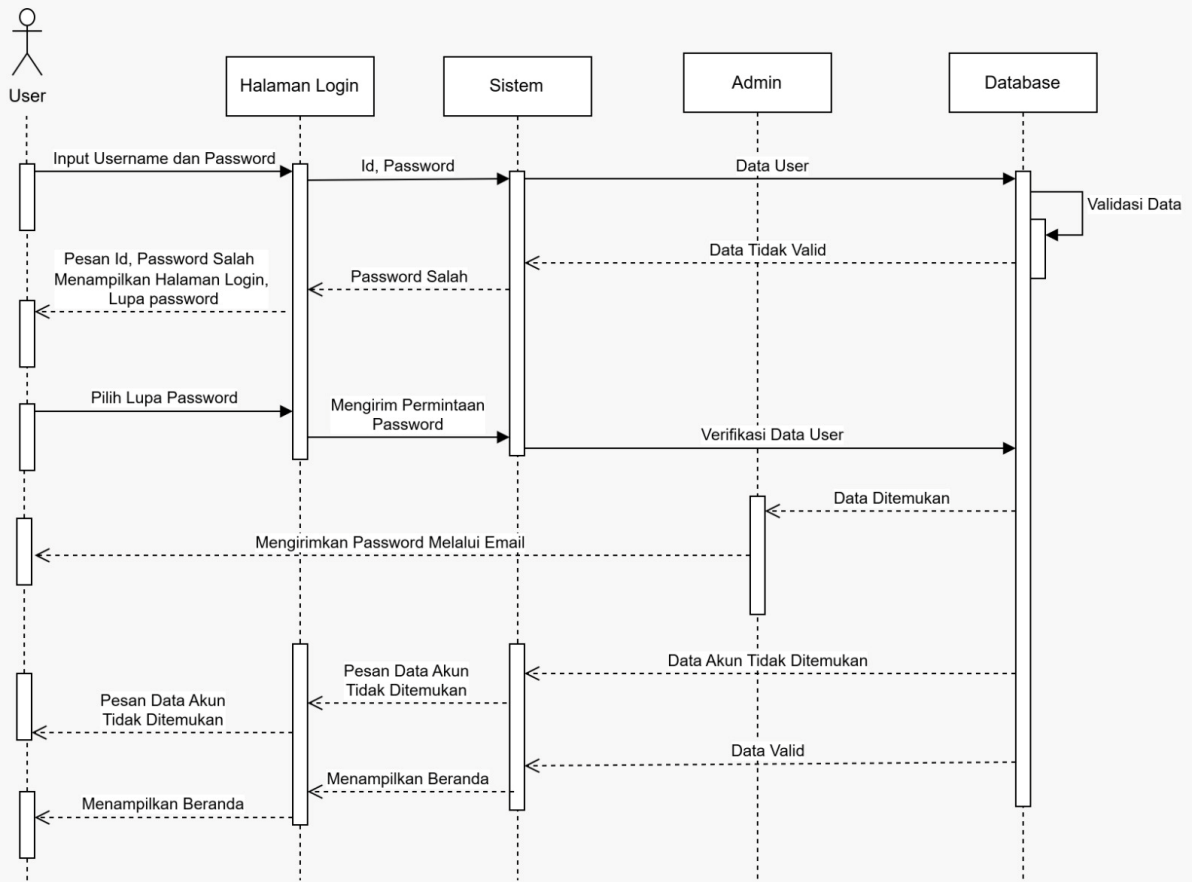 User
Halaman Login
Sistem
Admin
Database
Input Username dan Password
Id, Password
Data User
Validasi Data
Data Tidak Valid
Password Salah
Pesan Id, Password Salah
Menampilkan Halaman Login,
Lupa password
Pilih Lupa Password
Mengirim Permintaan
Password
Verifikasi Data User
Data Ditemukan
Mengirimkan Password Melalui Email
Data Akun Tidak Ditemukan
Pesan Data Akun
Tidak Ditemukan
Pesan Data Akun
Tidak Ditemukan
Data Valid
Menampilkan Beranda
Menampilkan Beranda